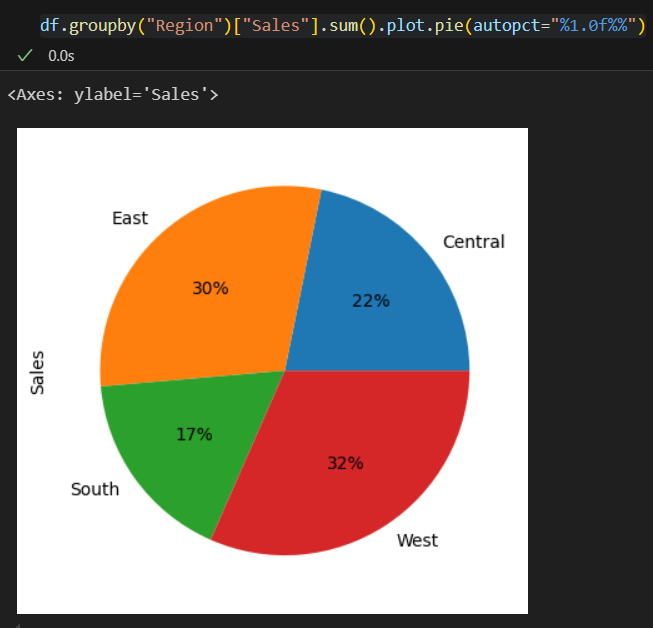 df.groupby("Region")["Sales"].sum().plot.pie(autopct="%1.0f%%")
✓ 0.0s
<Axes: ylabel='Sales'>
East
Central
30%
22%
Sales
17%
32%
South
West